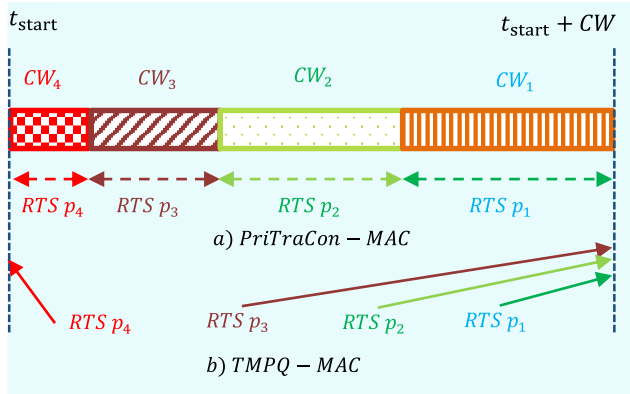 t_start t_start + CW
CW_4 CW_3 CW_2 CW_1
RTS p_4 RTS p_3 RTS p_2 RTS p_1
a) PriTraCon − MAC
RTS p_4 RTS p_3 RTS p_2 RTS p_1
b) TMPQ − MAC